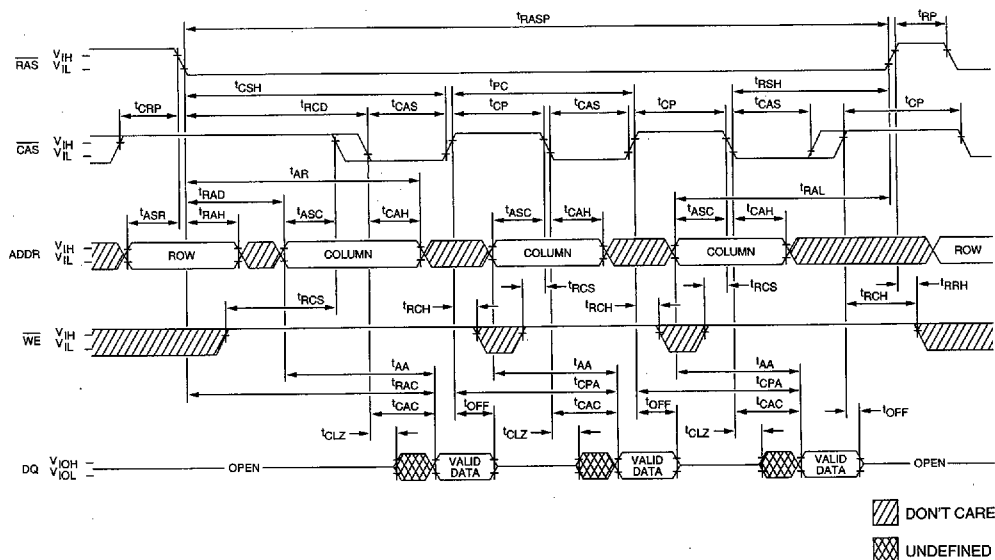 tRASP
tRP
RAS VIH
VIL
tCSH
tPC
tRSH
tCRP
tRCD
tCAS
tCP
tCAS
tCP
tCAS
tCP
CAS VIH
VIL
tAR
tRAD
tRAL
tASR
tRAH
tASC
tCAH
tASC
tCAH
tASC
tCAH
ADDR VIH
VIL
ROW
COLUMN
COLUMN
COLUMN
ROW
tRCS
tRCH
tRCS
tRCH
tRCS
tRCH
tRRH
WE VIH
VIL
tAA
tAA
tAA
tRAC
tCPA
tCPA
tCAC
tOFF
tCAC
tOFF
tCAC
tOFF
tCLZ
tCLZ
tCLZ
DQ VIOH
VIOL
OPEN
VALID
DATA
VALID
DATA
VALID
DATA
OPEN
DON'T CARE
UNDEFINED